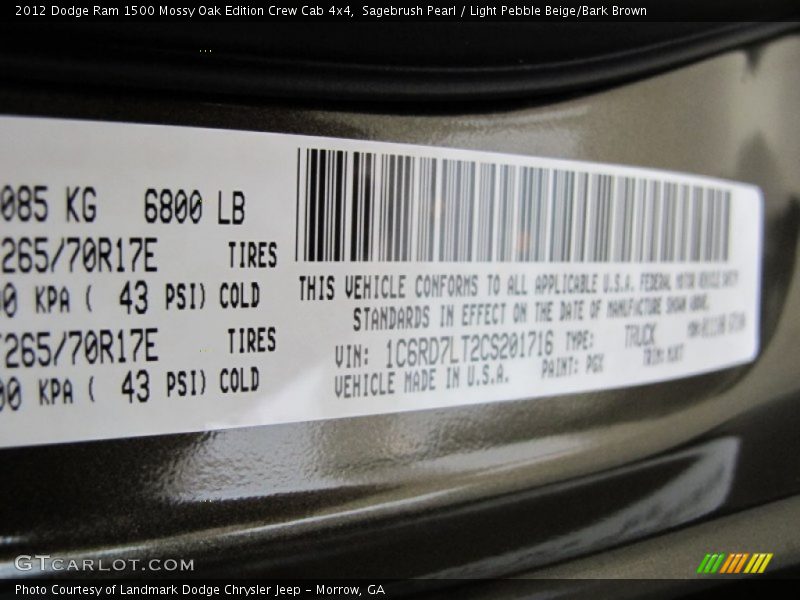 2012 Dodge Ram 1500 Mossy Oak Edition Crew Cab 4x4,  Sagebrush Pearl / Light Pebble Beige/Bark Brown
085 KG 6800 LB
265/70R17E TIRES
KPA ( 43 PSI) COLD
265/70R17E TIRES
KPA ( 43 PSI) COLD
THIS VEHICLE CONFORMS TO ALL APPLICABLE U.S.A. FEDERAL MOTOR VEHICLE SAFETY
STANDARDS IN EFFECT ON THE DATE OF MANUFACTURE SHOWN ABOVE.
VIN: 1C6RD7LT2CS201716 TYPE: TRUCK
VEHICLE MADE IN U.S.A. PAINT: PGX TRIM:
GTCARLOT.COM
Photo Courtesy of Landmark Dodge Chrysler Jeep – Morrow, GA